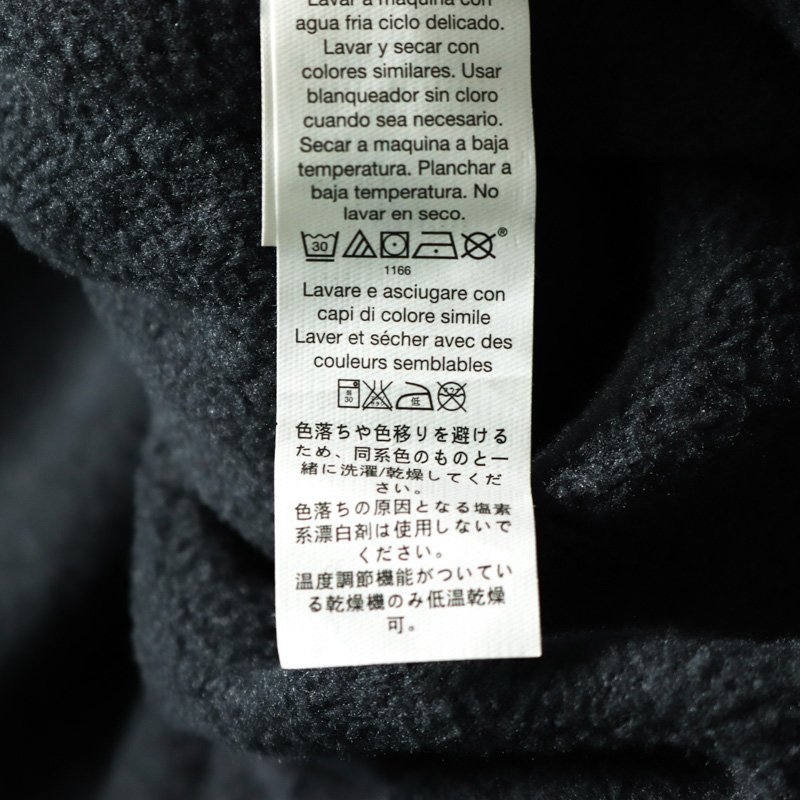 Lavar a maquina con
agua fria ciclo delicado.
Lavar y secar con
colores similares. Usar
blanqueador sin cloro
cuando sea necesario.
Secar a maquina a baja
temperatura. Planchar a
baja temperatura. No
lavar en seco.
30 ®
1166
Lavare e asciugare con
capi di colore simile
Laver et sécher avec des
couleurs semblables
30 低
色落ちや色移りを避ける
ため、同系色のものと一
緒に洗濯/乾燥してくだ
さい。
色落ちの原因となる塩素
系漂白剤は使用しないで
ください。
温度調節機能がついてい
る乾燥機のみ低温乾燥
可。